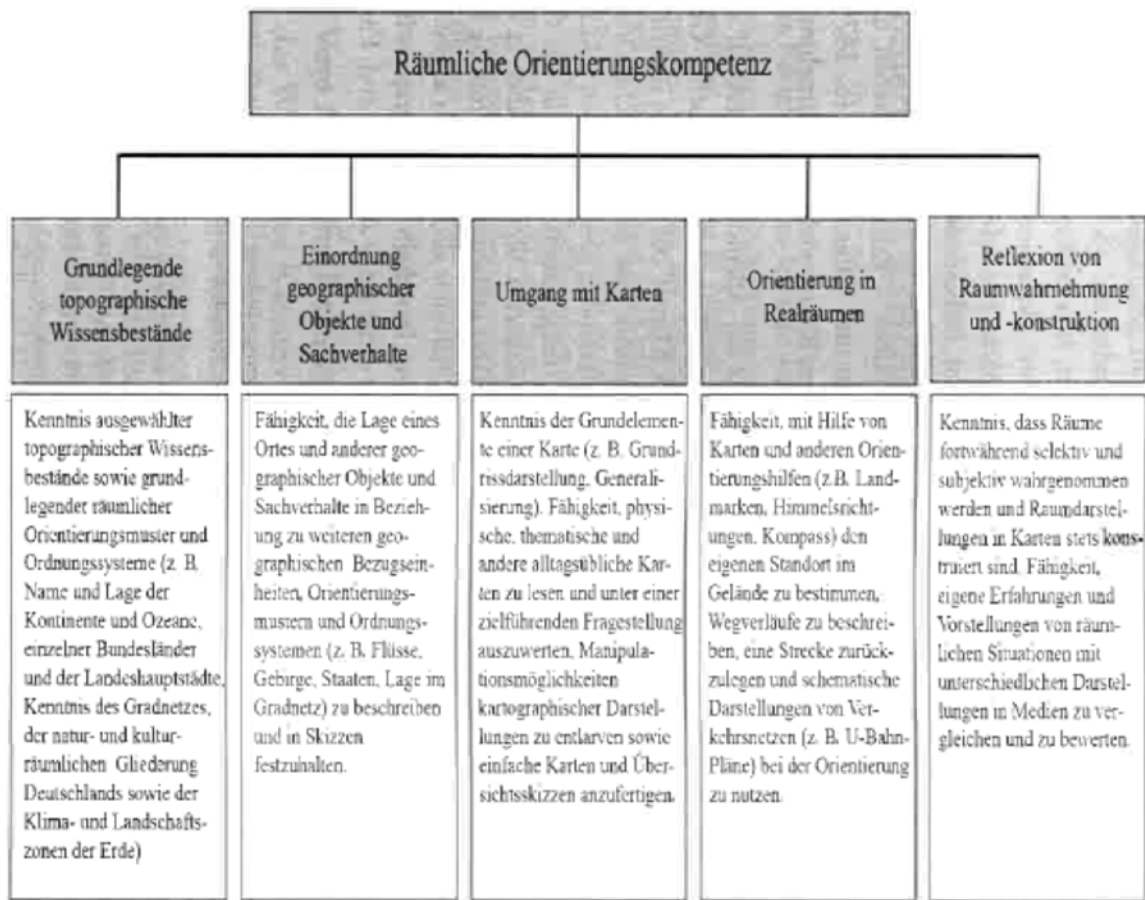 Räumliche Orientierungskompetenz
Grundlegende
topographische
Wissensbestände
Kenntnis ausgewählter
topographischer Wissens-
bestände sowie grund-
legender räumlicher
Orientierungsmuster und
Ordnungssysteme (z. B.
Name und Lage der
Kontinente und Ozeane,
einzelner Bundesländer
und der Landeshauptstädte,
Kenntnis des Gradnetzes,
der natur- und kultur-
räumlichen Gliederung
Deutschlands sowie der
Klima- und Landschafts-
zonen der Erde)
Einordnung
geographischer
Objekte und
Sachverhalte
Fähigkeit, die Lage eines
Ortes und anderer geo-
graphischer Objekte und
Sachverhalte in Bezieh-
ung zu weiteren geo-
graphischen Bezugsein-
heiten, Orientierungs-
mustern und Ordnungs-
systemen (z. B. Flüsse,
Gebirge, Staaten, Lage im
Gradnetz) zu beschreiben
und in Skizzen
festzuhalten.
Umgang mit Karten
Kenntnis der Grundelemen-
te einer Karte (z. B. Grund-
rissdarstellung, Generali-
sierung). Fähigkeit, physi-
sche, thematische und
andere alltagsübliche Kar-
ten zu lesen und unter einer
zielführenden Fragestellung
auszuwerten, Manipula-
tionsmöglichkeiten
kartographischer Darstel-
lungen zu entlarven sowie
einfache Karten und Über-
sichtsskizzen anzufertigen.
Orientierung in
Realräumen
Fähigkeit, mit Hilfe von
Karten und anderen Orien-
tierungshilfen (z.B. Land-
marken, Himmelsricht-
ungen, Kompass) den
eigenen Standort im
Gelände zu bestimmen,
Wegverläufe zu beschrei-
ben, eine Strecke zurück-
zulegen und schematische
Darstellungen von Ver-
kehrsnetzen (z. B. U-Bahn-
Pläne) bei der Orientierung
zu nutzen.
Reflexion von
Raumwahrnehmung
und -konstruktion
Kenntnis, dass Räume
fortwährend selektiv und
subjektiv wahrgenommen
werden und Raumdarstel-
lungen in Karten stets kons-
truiert sind. Fähigkeit,
eigene Erfahrungen und
Vorstellungen von räum-
lichen Situationen mit
unterschiedlichen Darstel-
lungen in Medien zu ver-
gleichen und zu bewerten.